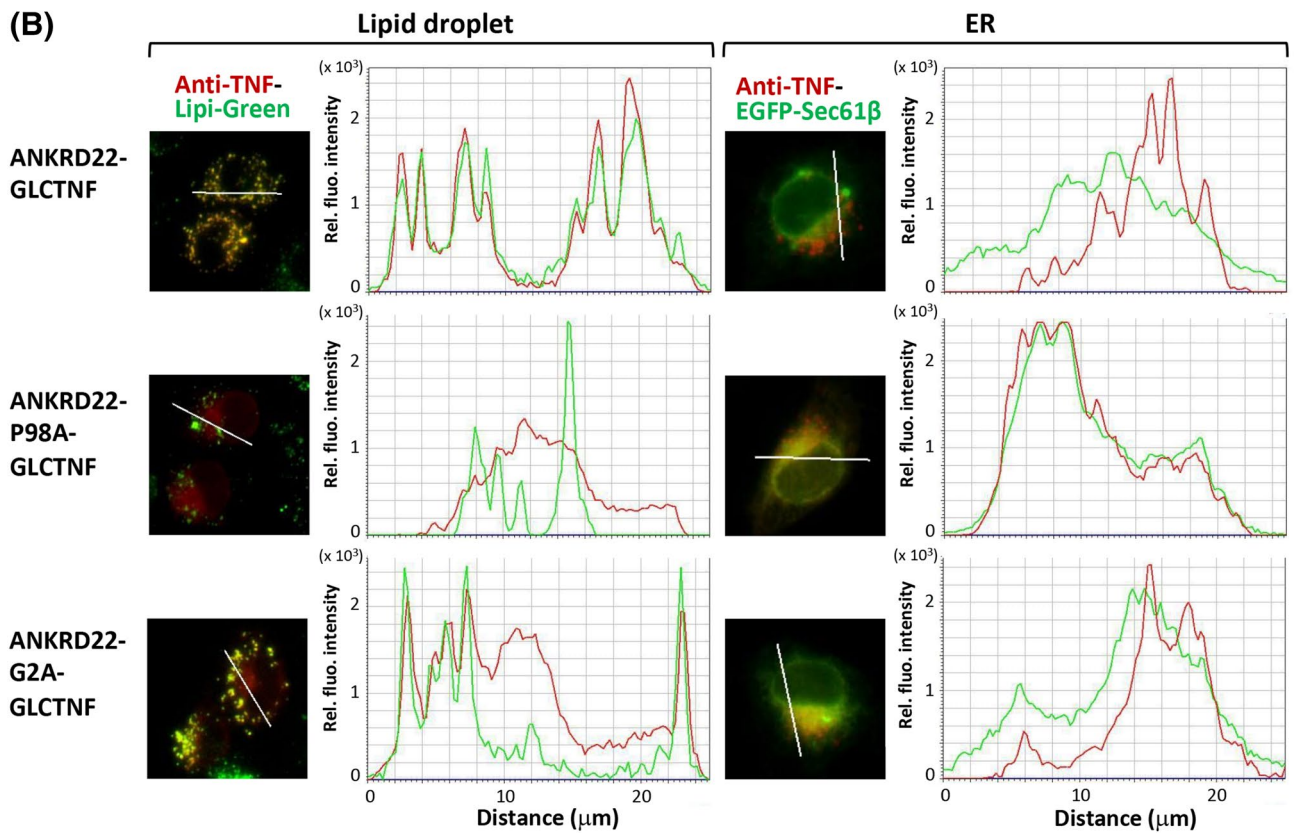 (B)
Lipid droplet
ER
ANKRD22-
GLCTNF
Anti-TNF-
Lipi-Green
(x 10³)
Rel. fluo. intensity
2
1
0
Anti-TNF-
EGFP-Sec61β
(x 10³)
Rel. fluo. intensity
2
1
0
ANKRD22-
P98A-
GLCTNF
(x 10³)
Rel. fluo. intensity
2
1
0
(x 10³)
Rel. fluo. intensity
2
1
0
ANKRD22-
G2A-
GLCTNF
(x 10³)
Rel. fluo. intensity
2
1
0
0 10 20
Distance (μm)
(x 10³)
Rel. fluo. intensity
2
1
0
0 10 20
Distance (μm)